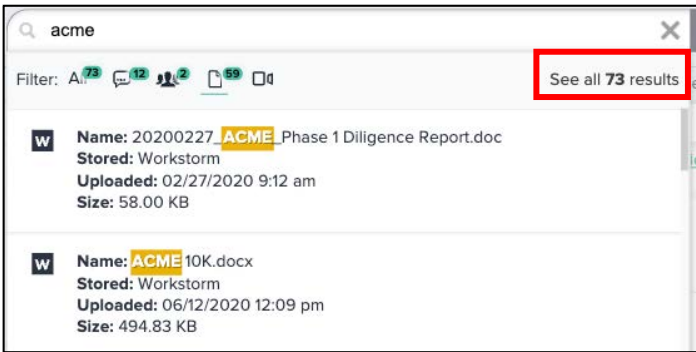 acme
Filter: A.. 73 12 2 59 See all 73 results
W Name: 20200227_ACME_Phase 1 Diligence Report.doc
Stored: Workstorm
Uploaded: 02/27/2020 9:12 am
Size: 58.00 KB
W Name: ACME 10K.docx
Stored: Workstorm
Uploaded: 06/12/2020 12:09 pm
Size: 494.83 KB